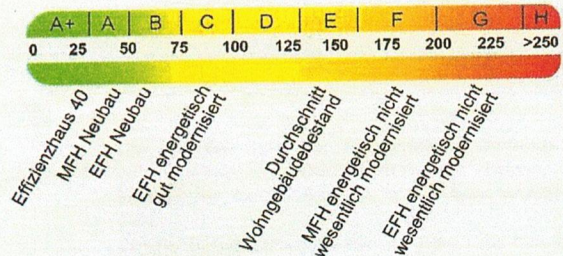 A+ A B C D E F G H
0 25 50 75 100 125 150 175 200 225 >250
Effizienzhaus 40
MFH Neubau
EFH Neubau
EFH energetisch
gut modernisiert
Durchschnitt
Wohngebäudebestand
MFH energetisch nicht
wesentlich modernisiert
EFH energetisch nicht
wesentlich modernisiert